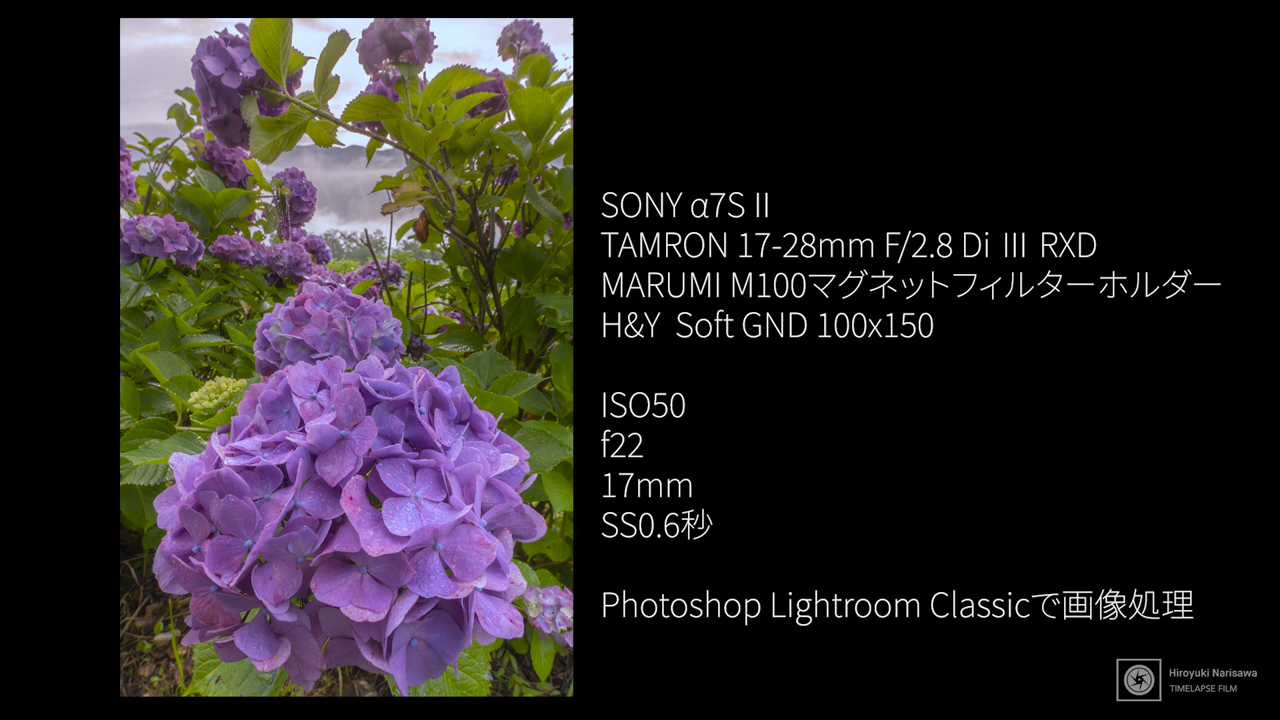 SONY α7S II
TAMRON 17-28mm F/2.8 Di III RXD
MARUMI M100マグネットフィルターホルダー
H&Y Soft GND 100x150
ISO50
f22
17mm
SS0.6秒
Photoshop Lightroom Classicで画像処理
Hiroyuki Narisawa
TIMELAPSE FILM